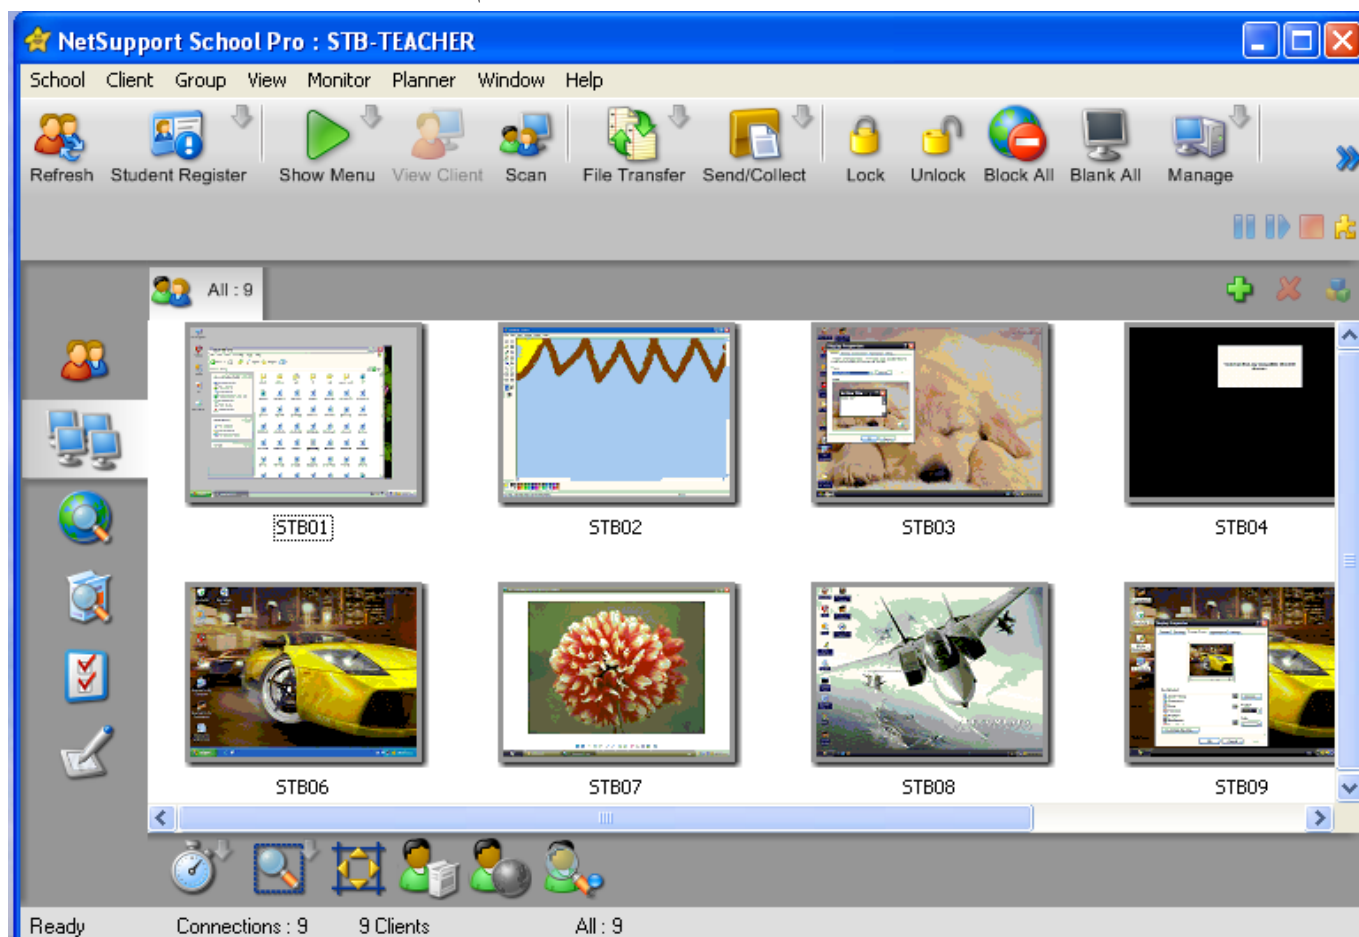 NetSupport School Pro : STB-TEACHER
School Client Group View Monitor Planner Window Help
Refresh Student Register Show Menu View Client Scan File Transfer Send/Collect Lock Unlock Block All Blank All Manage
All : 9
STB01 STB02 STB03 STB04
STB06 STB07 STB08 STB09
Ready Connections : 9 9 Clients All : 9